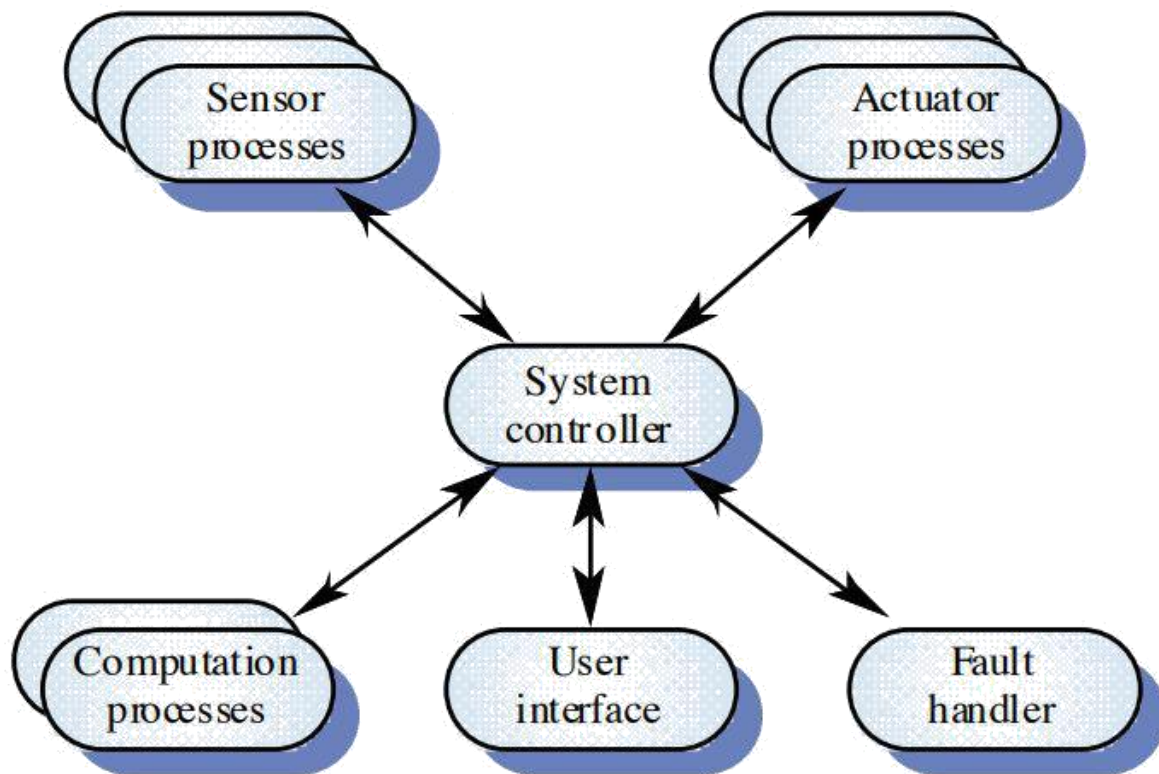 Sensor
processes
Actuator
processes
System
controller
Computation
processes
User
interface
Fault
handler